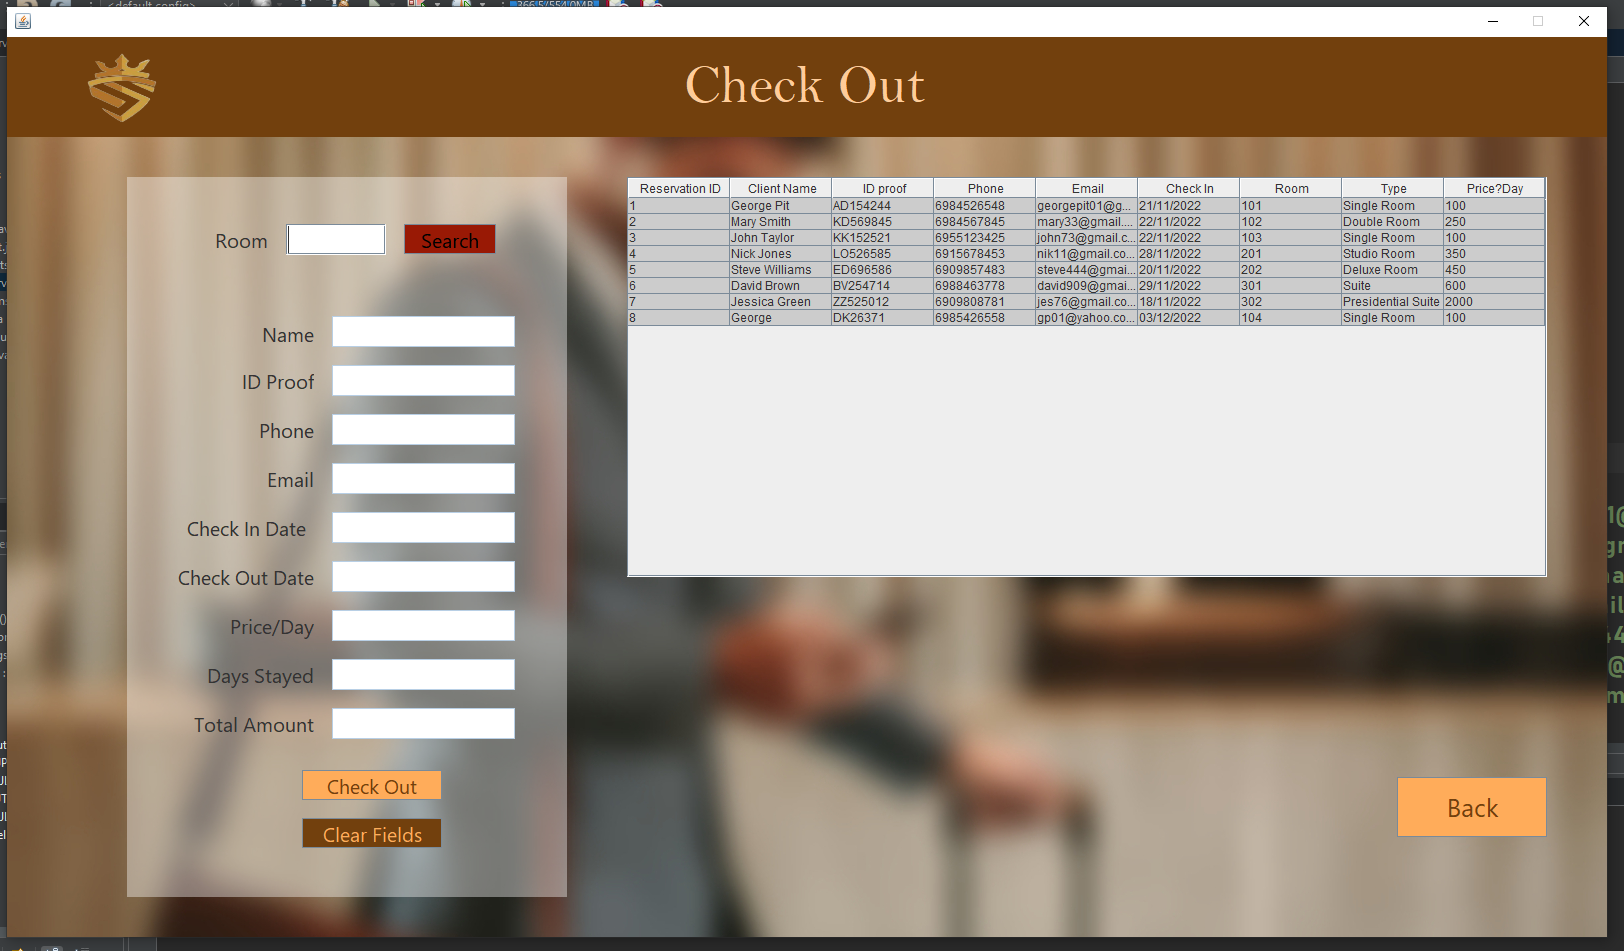 <default config>
366.5/554.0MB
Check Out
Room
Search
Name
ID Proof
Phone
Email
Check In Date
Check Out Date
Price/Day
Days Stayed
Total Amount
Check Out
Clear Fields
Reservation ID Client Name ID proof Phone Email Check In Room Type Price?Day
1 George Pit AD154244 6984526548 georgepit01@g... 21/11/2022 101 Single Room 100
2 Mary Smith KD569845 6984567845 mary33@gmail.... 22/11/2022 102 Double Room 250
3 John Taylor KK152521 6955123425 john73@gmail.c... 22/11/2022 103 Single Room 100
4 Nick Jones LO526585 6915678453 nik11@gmail.co... 28/11/2022 201 Studio Room 350
5 Steve Williams ED696586 6909857483 steve444@gmai... 20/11/2022 202 Deluxe Room 450
6 David Brown BV254714 6988463778 david909@gmai... 29/11/2022 301 Suite 600
7 Jessica Green ZZ525012 6909808781 jes76@gmail.co... 18/11/2022 302 Presidential Suite 2000
8 George DK26371 6985426558 gp01@yahoo.co... 03/12/2022 104 Single Room 100
Back